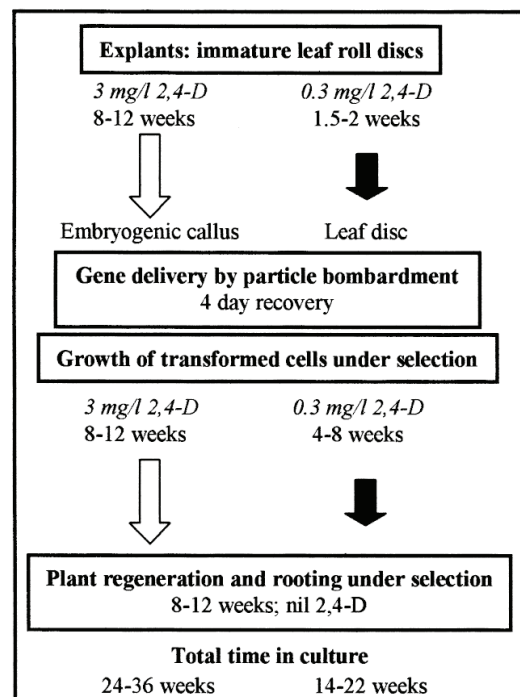 Explants: immature leaf roll discs
3 mg/l 2,4-D 0.3 mg/l 2,4-D
8-12 weeks 1.5-2 weeks
Embryogenic callus Leaf disc
Gene delivery by particle bombardment
4 day recovery
Growth of transformed cells under selection
3 mg/l 2,4-D 0.3 mg/l 2,4-D
8-12 weeks 4-8 weeks
Plant regeneration and rooting under selection
8-12 weeks; nil 2,4-D
Total time in culture
24-36 weeks 14-22 weeks